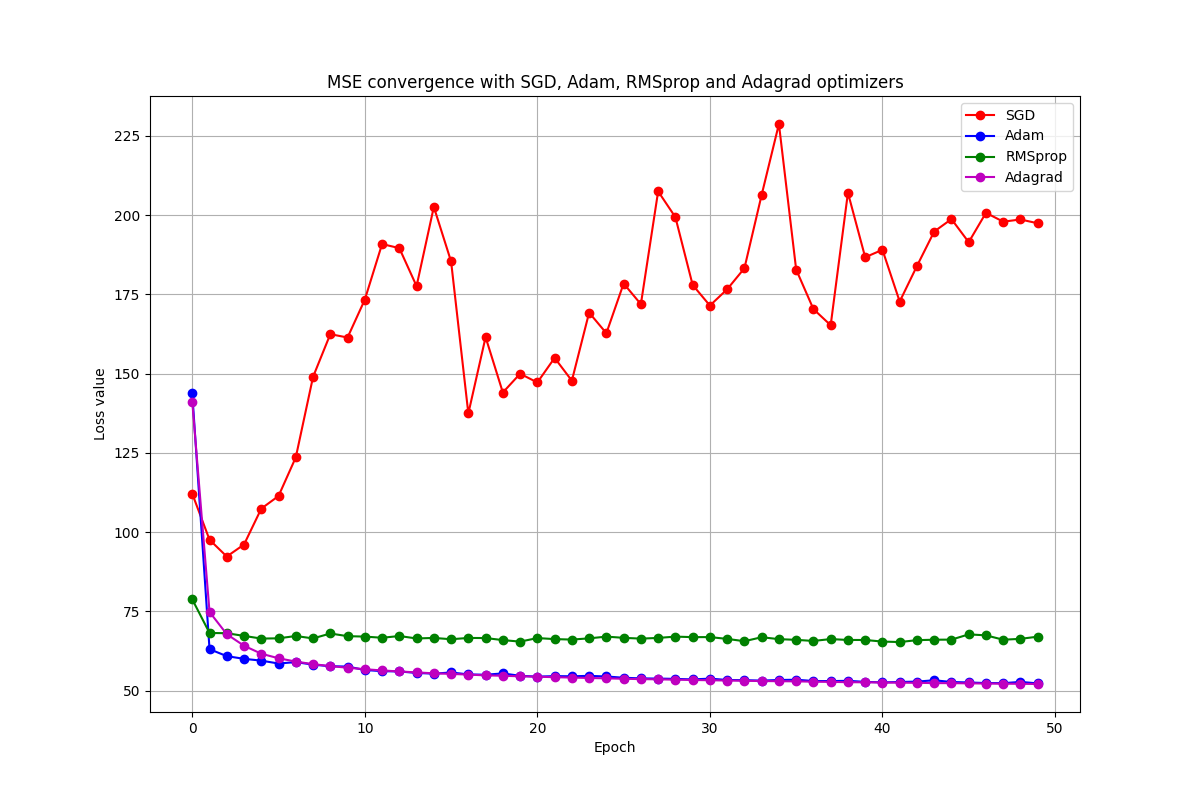 MSE convergence with SGD, Adam, RMSprop and Adagrad optimizers
SGD
Adam
RMSprop
Adagrad
225
200
175
150
125
100
75
50
Loss value
0
10
20
30
40
50
Epoch